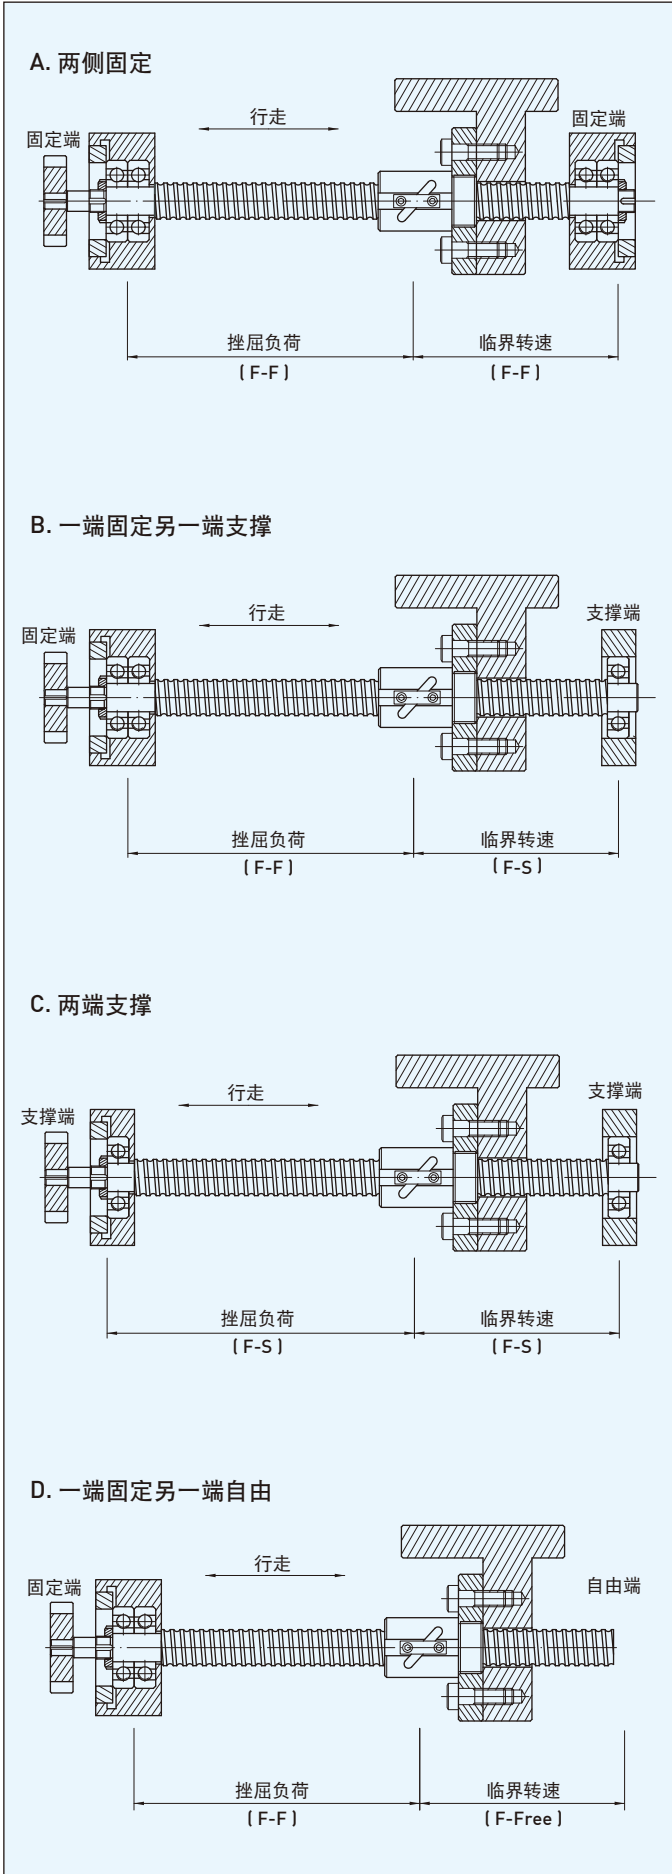 A. 两侧固定
固定端
行走
固定端
挫屈负荷
(F-F)
临界转速
(F-F)
B. 一端固定另一端支撑
固定端
行走
支撑端
挫屈负荷
(F-F)
临界转速
(F-S)
C. 两端支撑
支撑端
行走
支撑端
挫屈负荷
(F-S)
临界转速
(F-S)
D. 一端固定另一端自由
固定端
行走
自由端
挫屈负荷
(F-F)
临界转速
(F-Free)